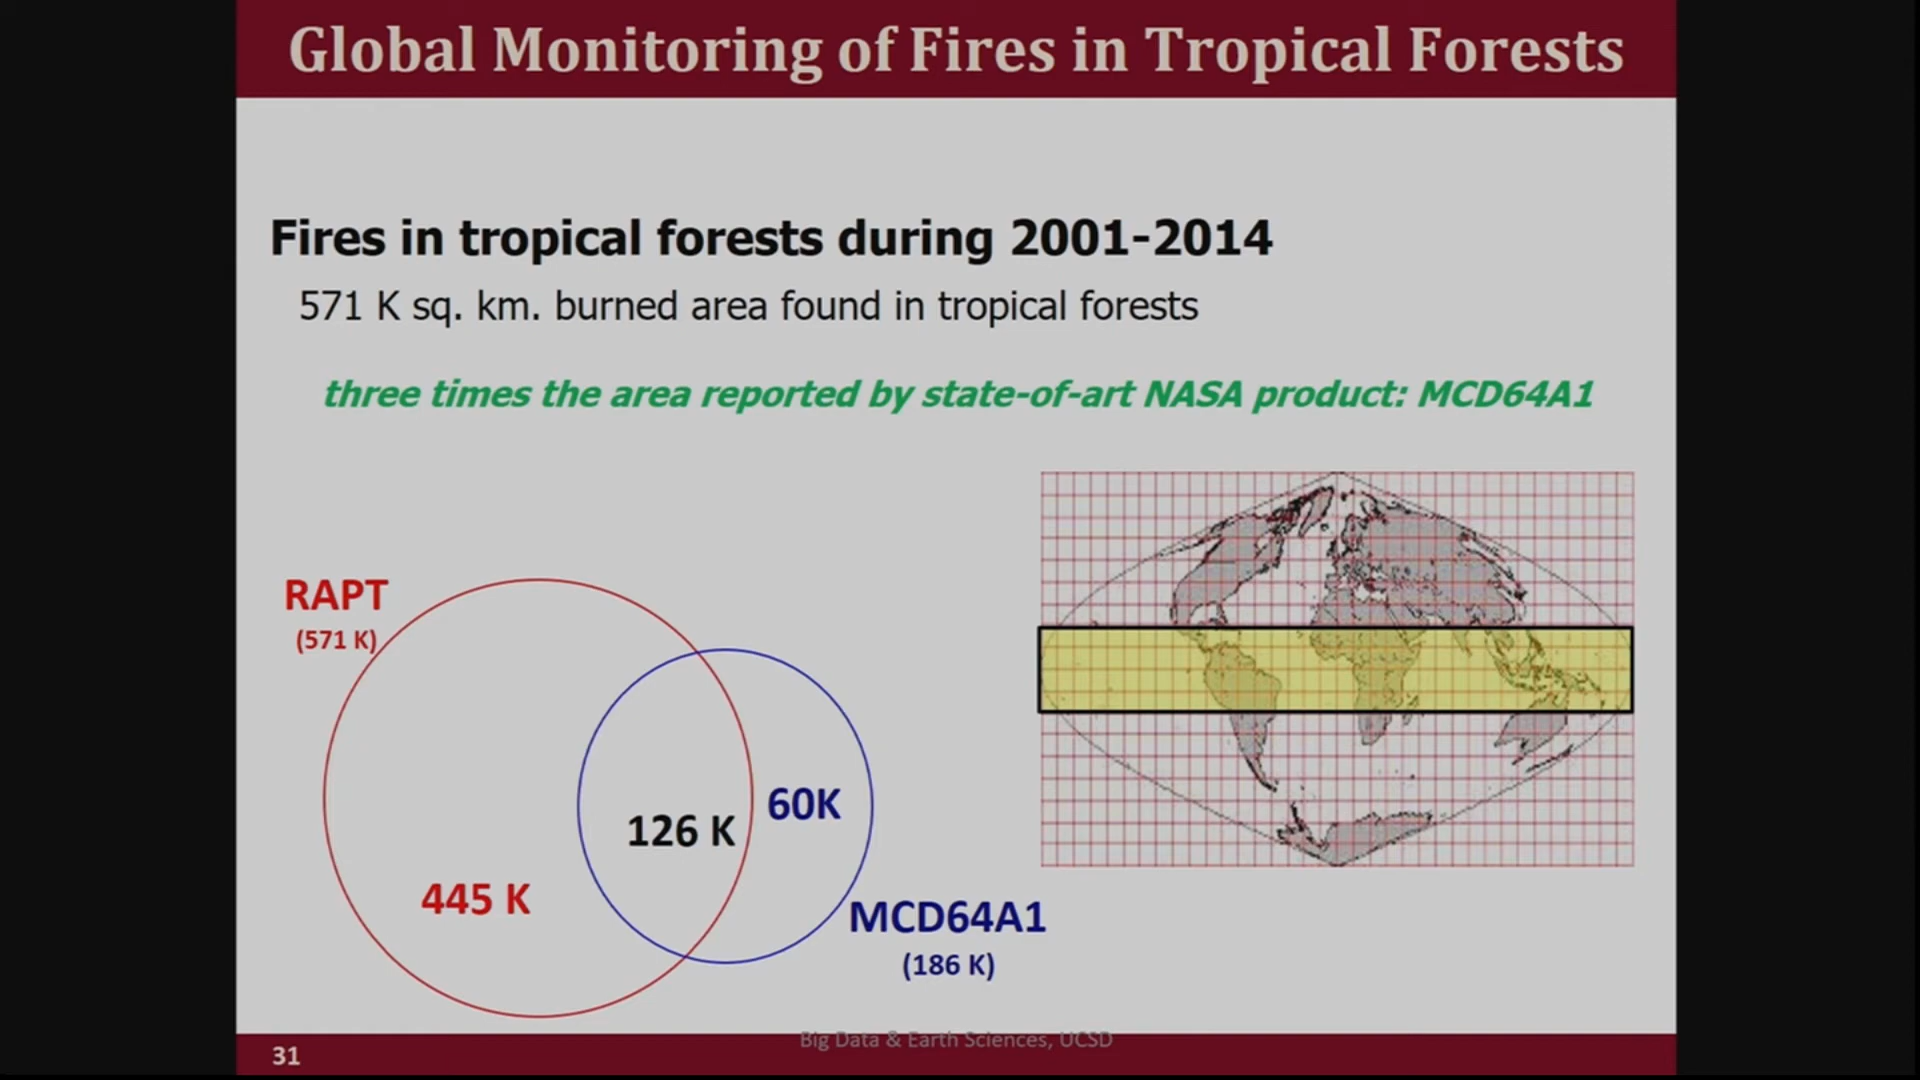 Global Monitoring of Fires in Tropical Forests
Fires in tropical forests during 2001-2014
571 K sq. km. burned area found in tropical forests
three times the area reported by state-of-art NASA product: MCD64A1
RAPT
(571 K)
126 K
60K
445 K
MCD64A1
(186 K)
Big Data & Earth Sciences, UCSD
31